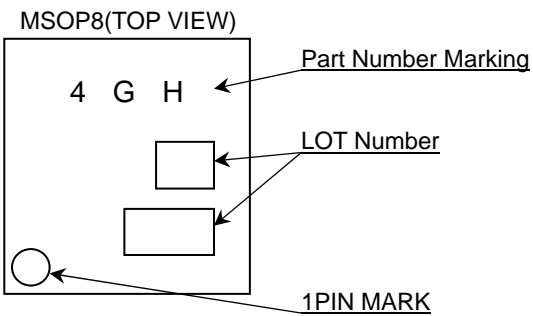 MSOP8(TOP VIEW)
Part Number Marking
4 G H
LOT Number
1PIN MARK